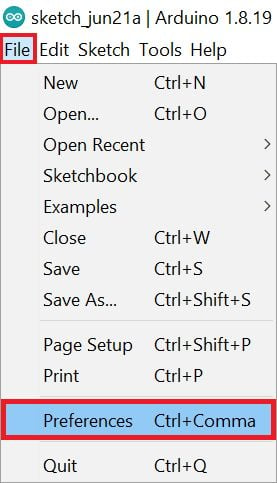 sketch_jun21a | Arduino 1.8.19
File Edit Sketch Tools Help
New Ctrl+N
Open... Ctrl+O
Open Recent
Sketchbook
Examples
Close Ctrl+W
Save Ctrl+S
Save As... Ctrl+Shift+S
Page Setup Ctrl+Shift+P
Print Ctrl+P
Preferences Ctrl+Comma
Quit Ctrl+Q